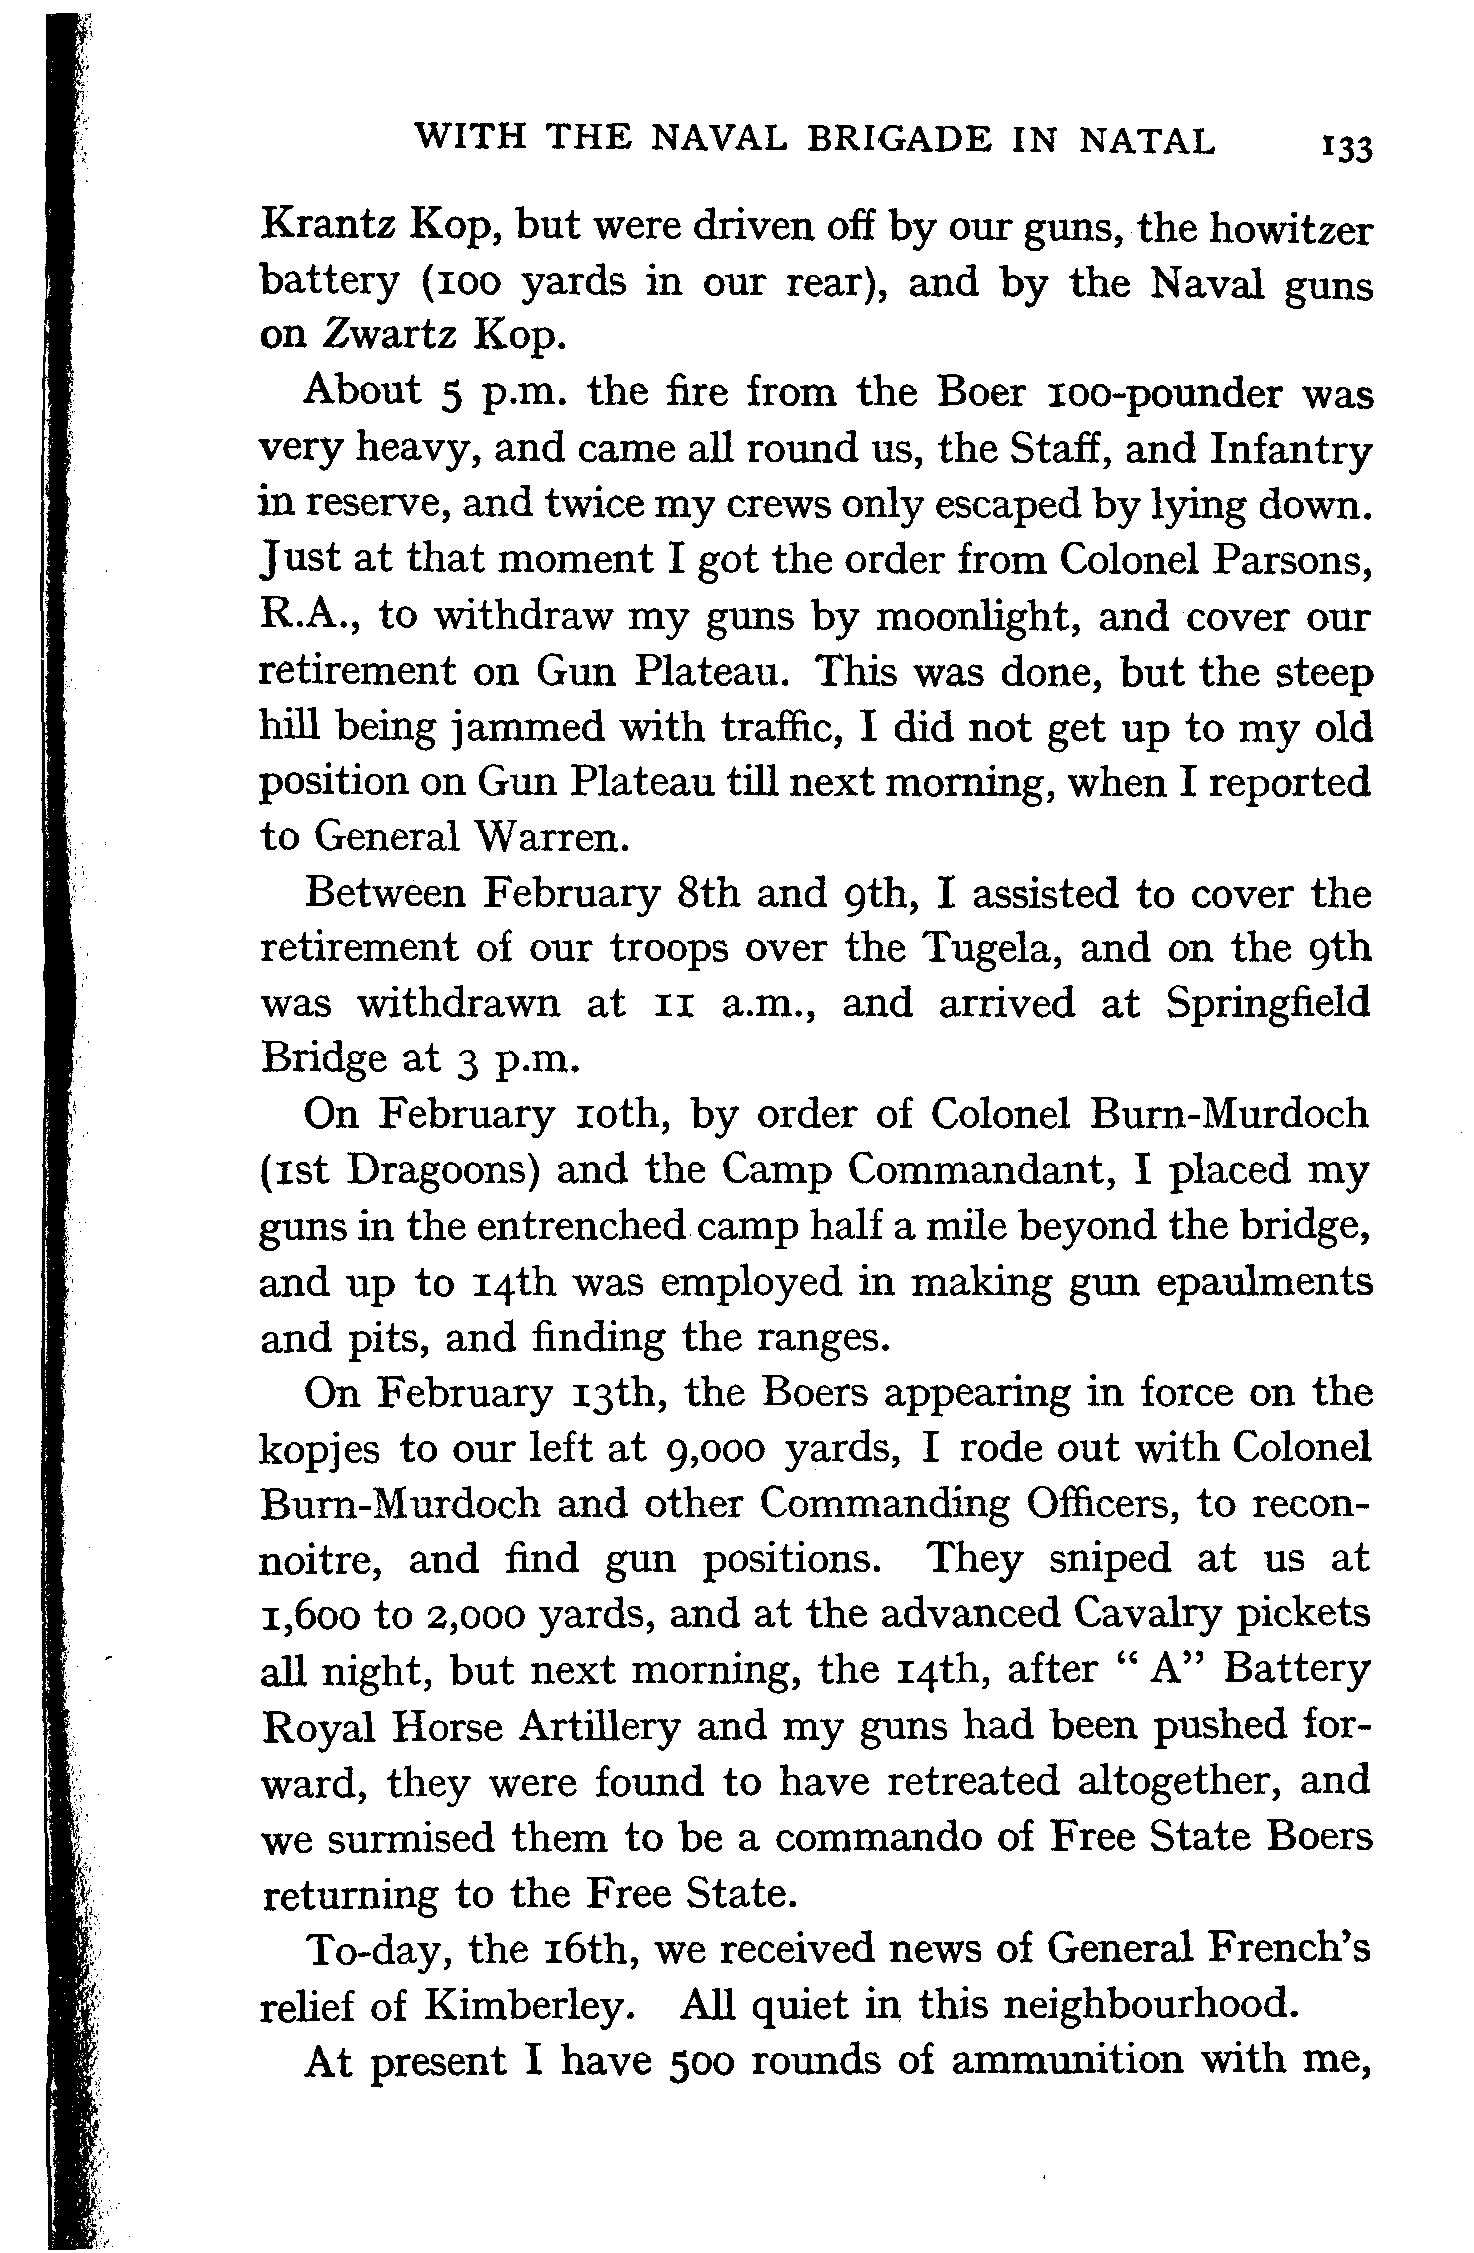 WITH THE NAVAL BRIGADE IN NATAL 133
Krantz Kop, but were driven off by our guns, the howitzer
battery (100 yards in our rear), and by the Naval guns
on Zwartz Kop.
About 5 p.m. the fire from the Boer 100-pounder was
very heavy, and came all round us, the Staff, and Infantry
in reserve, and twice my crews only escaped by lying down.
Just at that moment I got the order from Colonel Parsons,
R.A., to withdraw my guns by moonlight, and cover our
retirement on Gun Plateau. This was done, but the steep
hill being jammed with traffic, I did not get up to my old
position on Gun Plateau till next morning, when I reported
to General Warren.
Between February 8th and 9th, I assisted to cover the
retirement of our troops over the Tugela, and on the 9th
was withdrawn at 11 a.m., and arrived at Springfield
Bridge at 3 p.m.
On February 10th, by order of Colonel Burn-Murdoch
(1st Dragoons) and the Camp Commandant, I placed my
guns in the entrenched camp half a mile beyond the bridge,
and up to 14th was employed in making gun epaulments
and pits, and finding the ranges.
On February 13th, the Boers appearing in force on the
kopjes to our left at 9,000 yards, I rode out with Colonel
Burn-Murdoch and other Commanding Officers, to recon-
noitre, and find gun positions. They sniped at us at
1,600 to 2,000 yards, and at the advanced Cavalry pickets
all night, but next morning, the 14th, after " A" Battery
Royal Horse Artillery and my guns had been pushed for-
ward, they were found to have retreated altogether, and
we surmised them to be a commando of Free State Boers
returning to the Free State.
To-day, the 16th, we received news of General French's
relief of Kimberley. All quiet in this neighbourhood.
At present I have 500 rounds of ammunition with me,